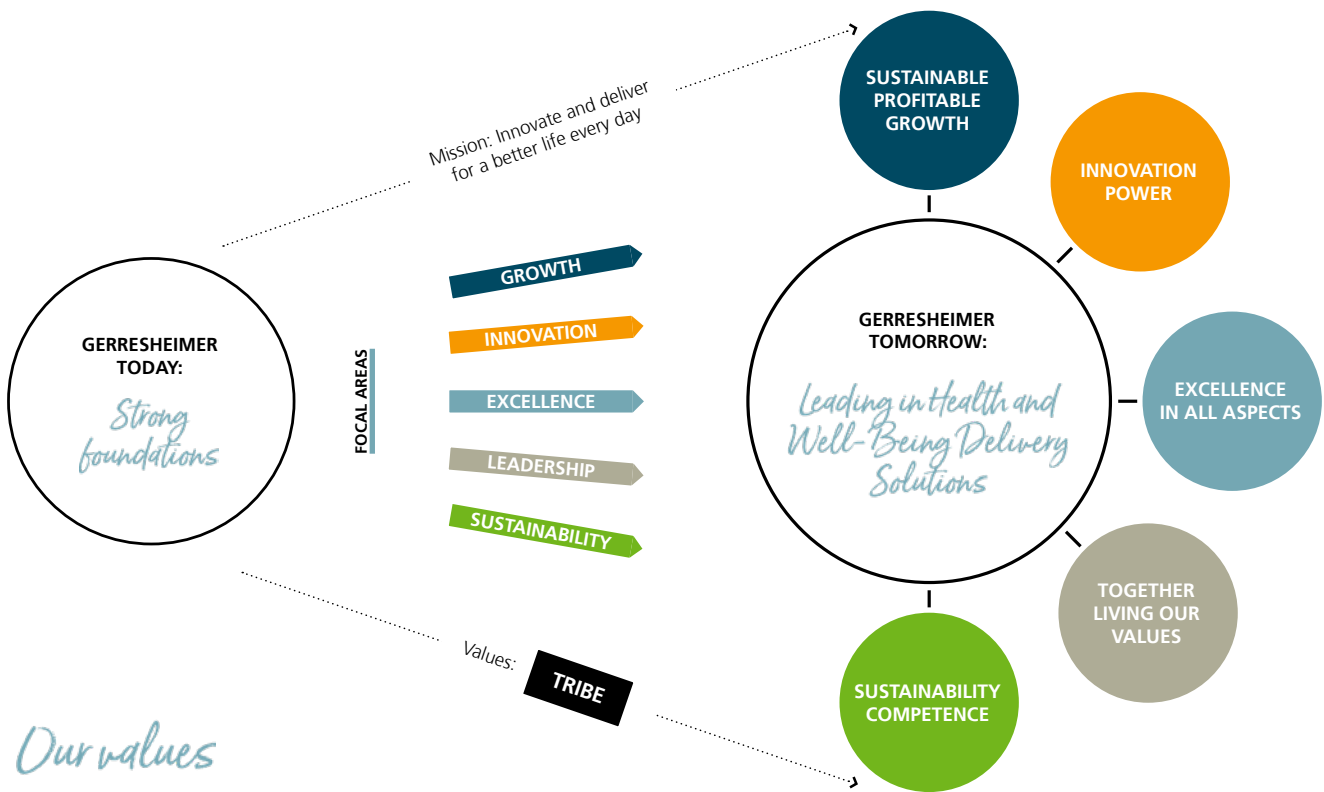 GERRESHEIMER
TODAY:
Strong
foundations
FOCAL AREAS
Mission: Innovate and deliver
for a better life every day
GROWTH
INNOVATION
EXCELLENCE
LEADERSHIP
SUSTAINABILITY
Values:
TRIBE
GERRESHEIMER
TOMORROW:
Leading in Health and
Well-Being Delivery
Solutions
SUSTAINABLE
PROFITABLE
GROWTH
INNOVATION
POWER
EXCELLENCE
IN ALL ASPECTS
TOGETHER
LIVING OUR
VALUES
SUSTAINABILITY
COMPETENCE
Our values